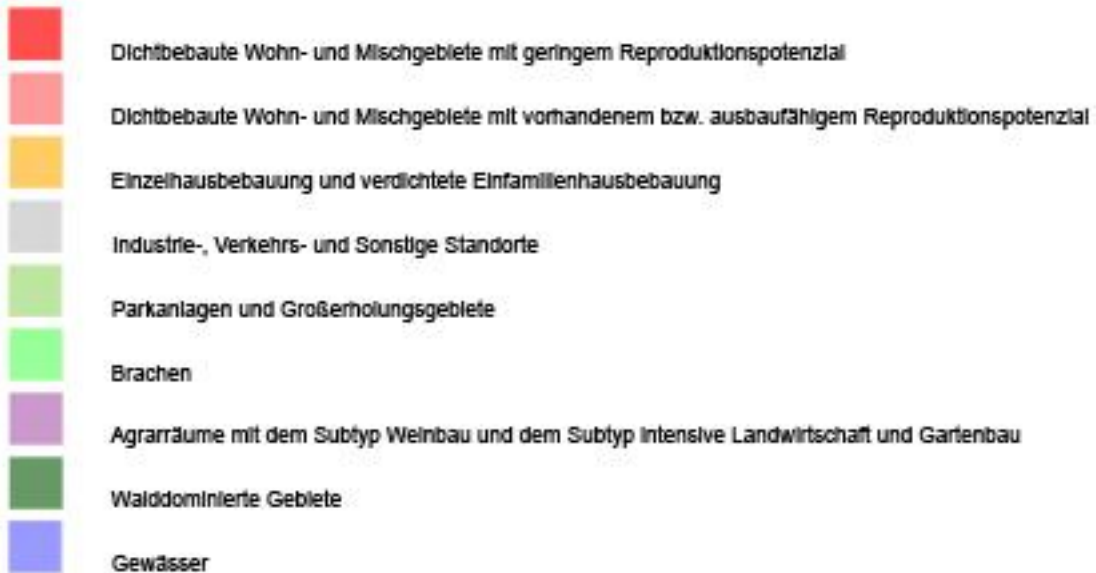 Dichtbebaute Wohn- und Mischgebiete mit geringem Reproduktionspotenzial
Dichtbebaute Wohn- und Mischgebiete mit vorhandenem bzw. ausbaufähigem Reproduktionspotenzial
Einzelhausbebauung und verdichtete Einfamilienhausbebauung
Industrie-, Verkehrs- und Sonstige Standorte
Parkanlagen und Großerholungsgebiete
Brachen
Agrarräume mit dem Subtyp Weinbau und dem Subtyp intensive Landwirtschaft und Gartenbau
Walddominierte Gebiete
Gewässer